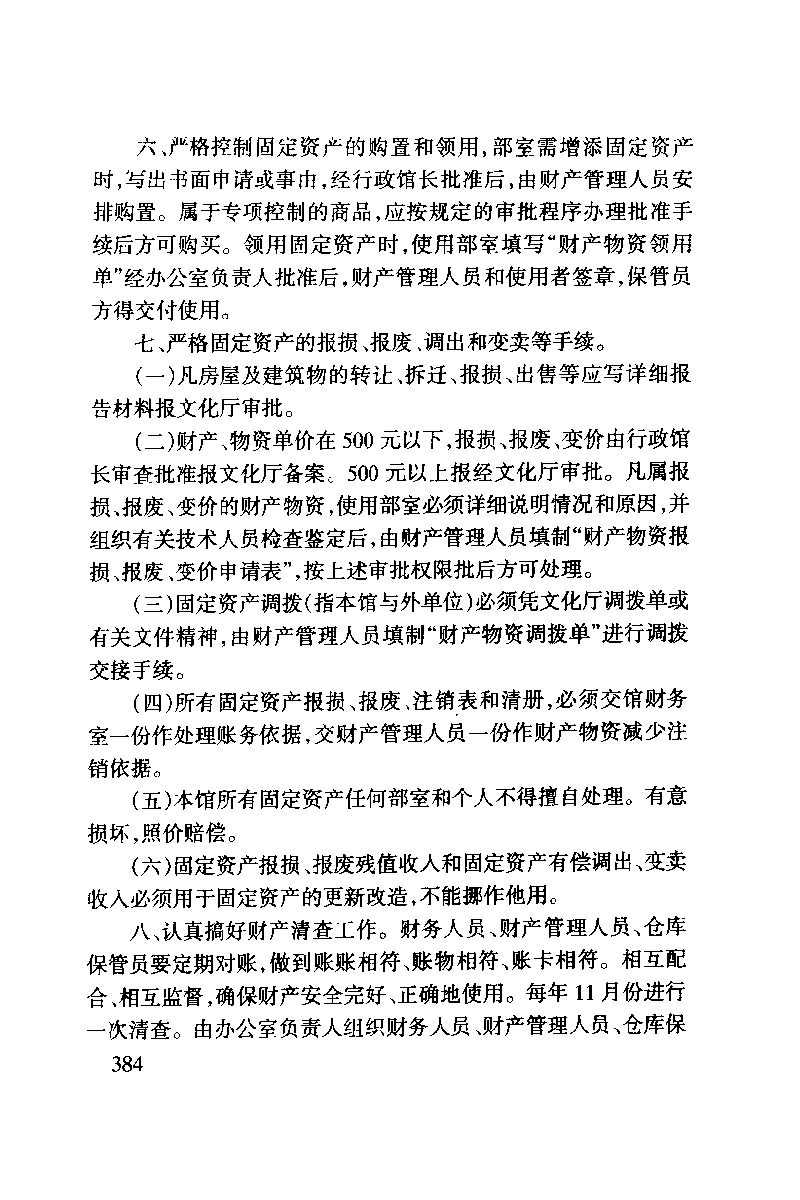 六、严格控制固定资产的购置和领用,部室需增添固定资产
时,写出书面申请或事由,经行政馆长批准后,由财产管理人员安
排购置。属于专项控制的商品,应按规定的审批程序办理批准手
续后方可购买。领用固定资产时,使用部室填写“财产物资领用
单”经办公室负责人批准后,财产管理人员和使用者签章,保管员
方得交付使用。
七、严格固定资产的报损、报废、调出和变卖等手续。
(一)凡房屋及建筑物的转让、拆迁、报损、出售等应写详细报
告材料报文化厅审批。
(二)财产、物资单价在 500 元以下,报损、报废、变价由行政馆
长审查批准报文化厅备案。500 元以上报经文化厅审批。凡属报
损、报废、变价的财产物资,使用部室必须详细说明情况和原因,并
组织有关技术人员检查鉴定后,由财产管理人员填制“财产物资报
损、报废、变价申请表”,按上述审批权限批后方可处理。
(三)固定资产调拨(指本馆与外单位)必须凭文化厅调拨单或
有关文件精神,由财产管理人员填制“财产物资调拨单”进行调拨
交接手续。
(四)所有固定资产报损、报废、注销表和清册,必须交馆财务
室一份作处理账务依据,交财产管理人员一份作财产物资减少注
销依据。
(五)本馆所有固定资产任何部室和个人不得擅自处理。有意
损坏,照价赔偿。
(六)固定资产报损、报废残值收入和固定资产有偿调出、变卖
收入必须用于固定资产的更新改造,不能挪作他用。
八、认真搞好财产清查工作。财务人员、财产管理人员、仓库
保管员要定期对账,做到账账相符、账物相符、账卡相符。相互配
合、相互监督,确保财产安全完好、正确地使用。每年 11 月份进行
一次清查。由办公室负责人组织财务人员、财产管理人员、仓库保
384